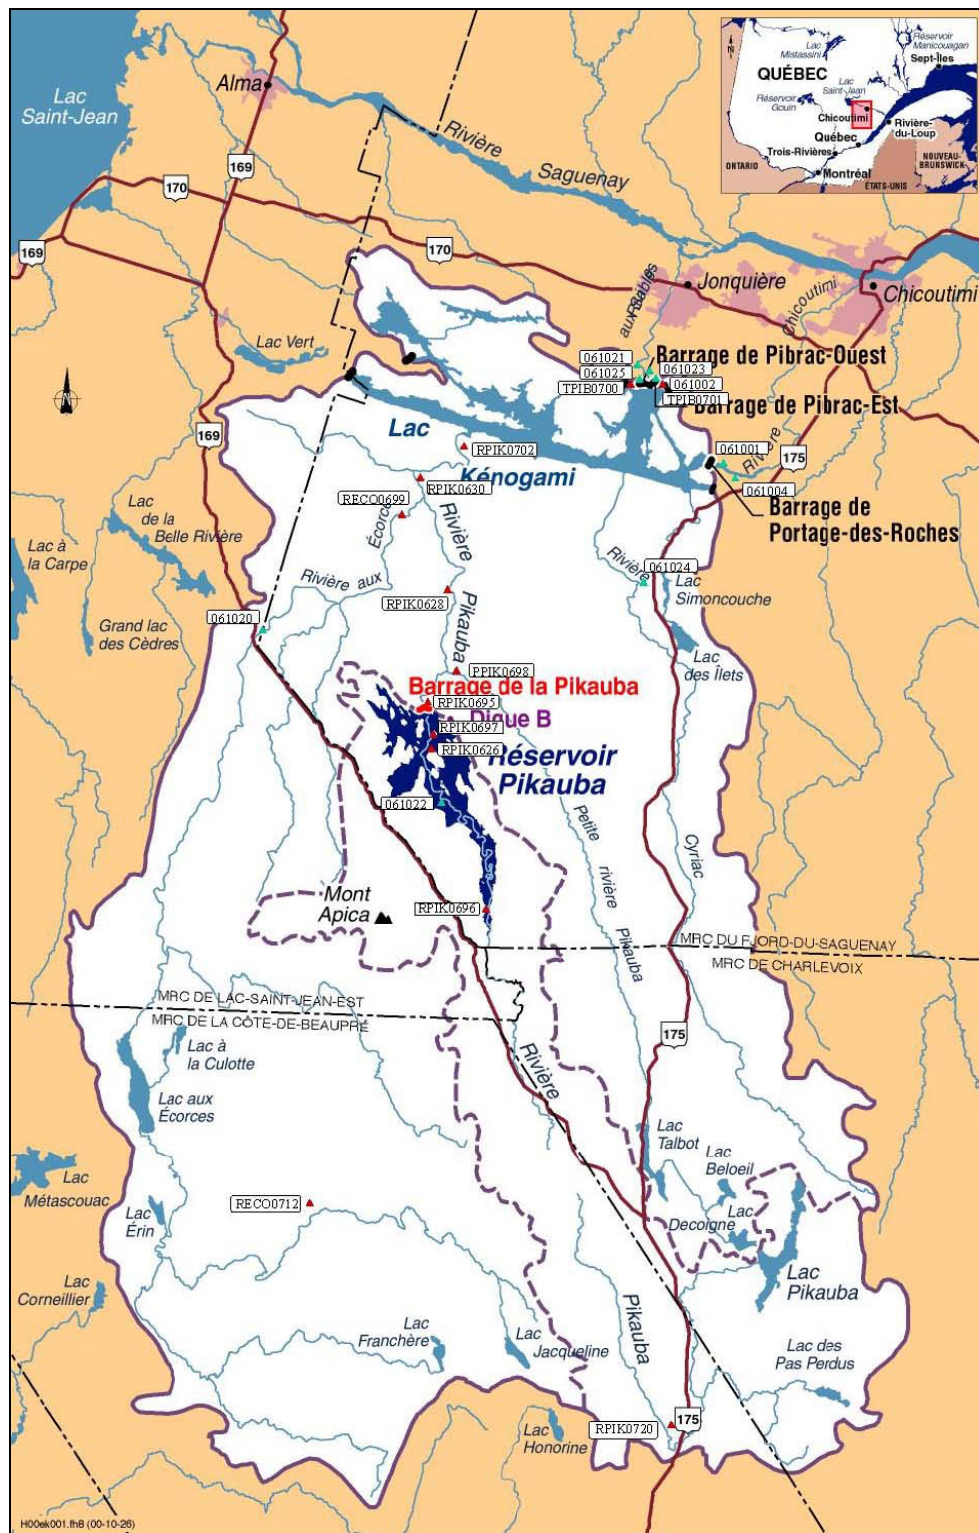 Lac
Saint-Jean
Alma
169
170
169
170
169
Rivière
Saguenay
N
Lac
Mistassini
Réservoir
Manicouagan
Sept-Îles
QUÉBEC
Lac
Saint-Jean
Réservoir
Gouin
Chicoutimi
Québec
Rivière-
du-Loup
Trois-Rivières
Montréal
ONTARIO
ÉTATS-UNIS
NOUVEAU-
BRUNSWICK
Jonquière
Chicoutimi
Chicoutimi
aux Sables
Lac Vert
N
061021
061025
TPIB0700
Barrage de Pibrac-Ouest
061023
061002
TPIB0701
Barrage de Pibrac-Est
Lac
Kénogami
RPIK0702
061001
Rivière
175
061004
Barrage de
Portage-des-Roches
RPIK0630
RECO0699
Écorce
Rivière
Rivière aux
Lac
de la
Belle Rivière
Lac à
la Carpe
Grand lac
des Cèdres
061020
RPIK0628
Pikauba
Rivière
061024
Lac
Simoncouche
Lac
des Îlets
PPIK0698
Barrage de la Pikauba
RPIK0695
Digue B
RPIK0697
RPIK0626
Réservoir
Pikauba
061022
Petite
rivière
Pikauba
Cyriac
Mont
Apica
RPIK0696
MRC DU FJORD-DU-SAGUENAY
MRC DE CHARLEVOIX
MRC DE LAC-SAINT-JEAN-EST
MRC DE LA CÔTE-DE-BEAUPRÉ
175
Rivière
Lac à
la Culotte
Lac aux
Écorces
Lac
Métascouac
Lac
Érin
RECO0712
Lac
Talbot
Lac
Beloeil
Lac
Decoigne
Lac
Pikauba
Lac
Corneillier
Lac
Franchère
Lac
Jacqueline
Pikauba
Lac des
Pas Perdus
Lac
Honorine
RPIK0720
175
H00ek001.fh8 (00-10-26)